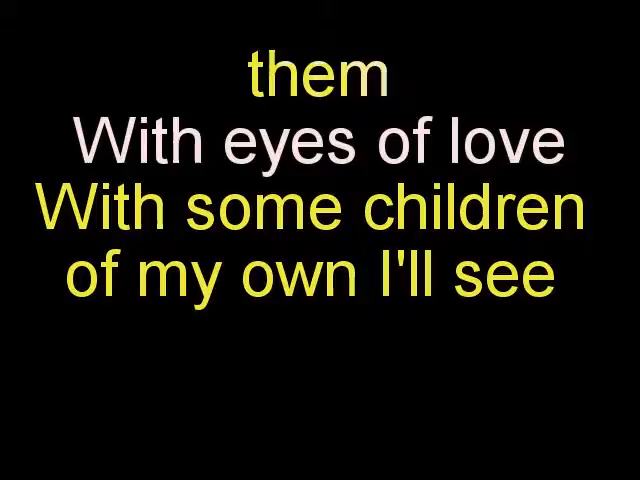 them
With eyes of love
With some children
of my own I'll see